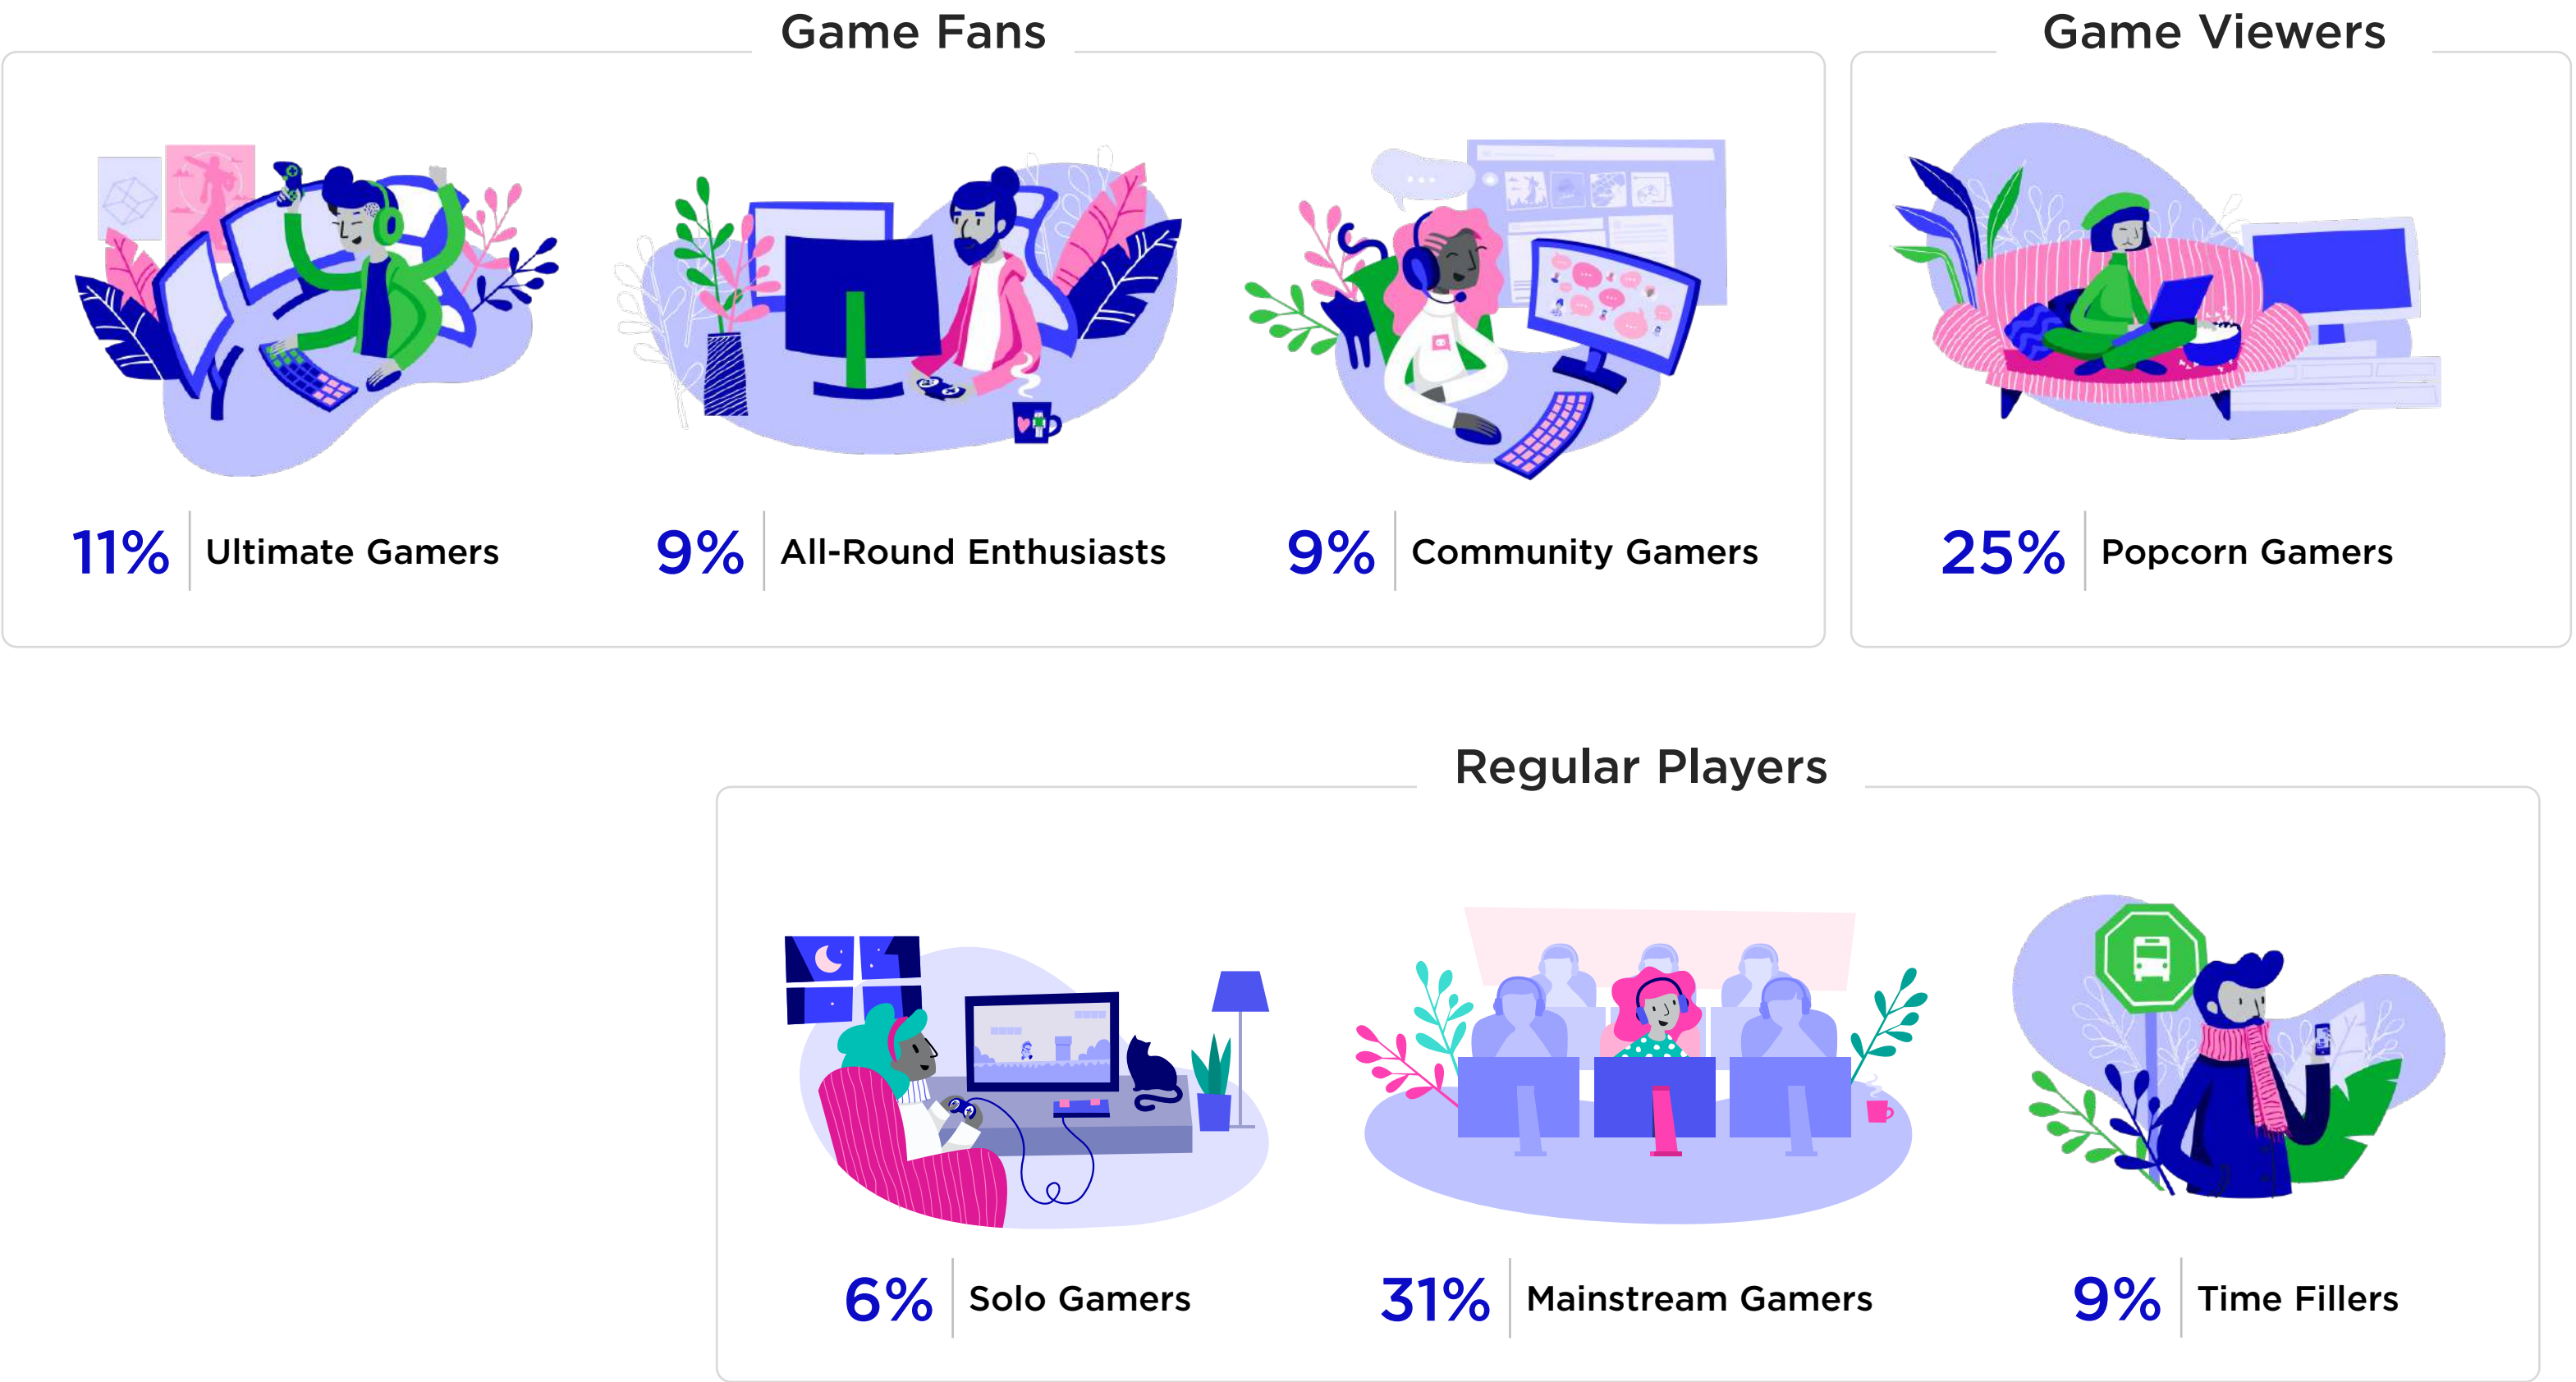 Game Fans
Game Viewers
11% Ultimate Gamers
9% All-Round Enthusiasts
9% Community Gamers
25% Popcorn Gamers
Regular Players
6% Solo Gamers
31% Mainstream Gamers
9% Time Fillers